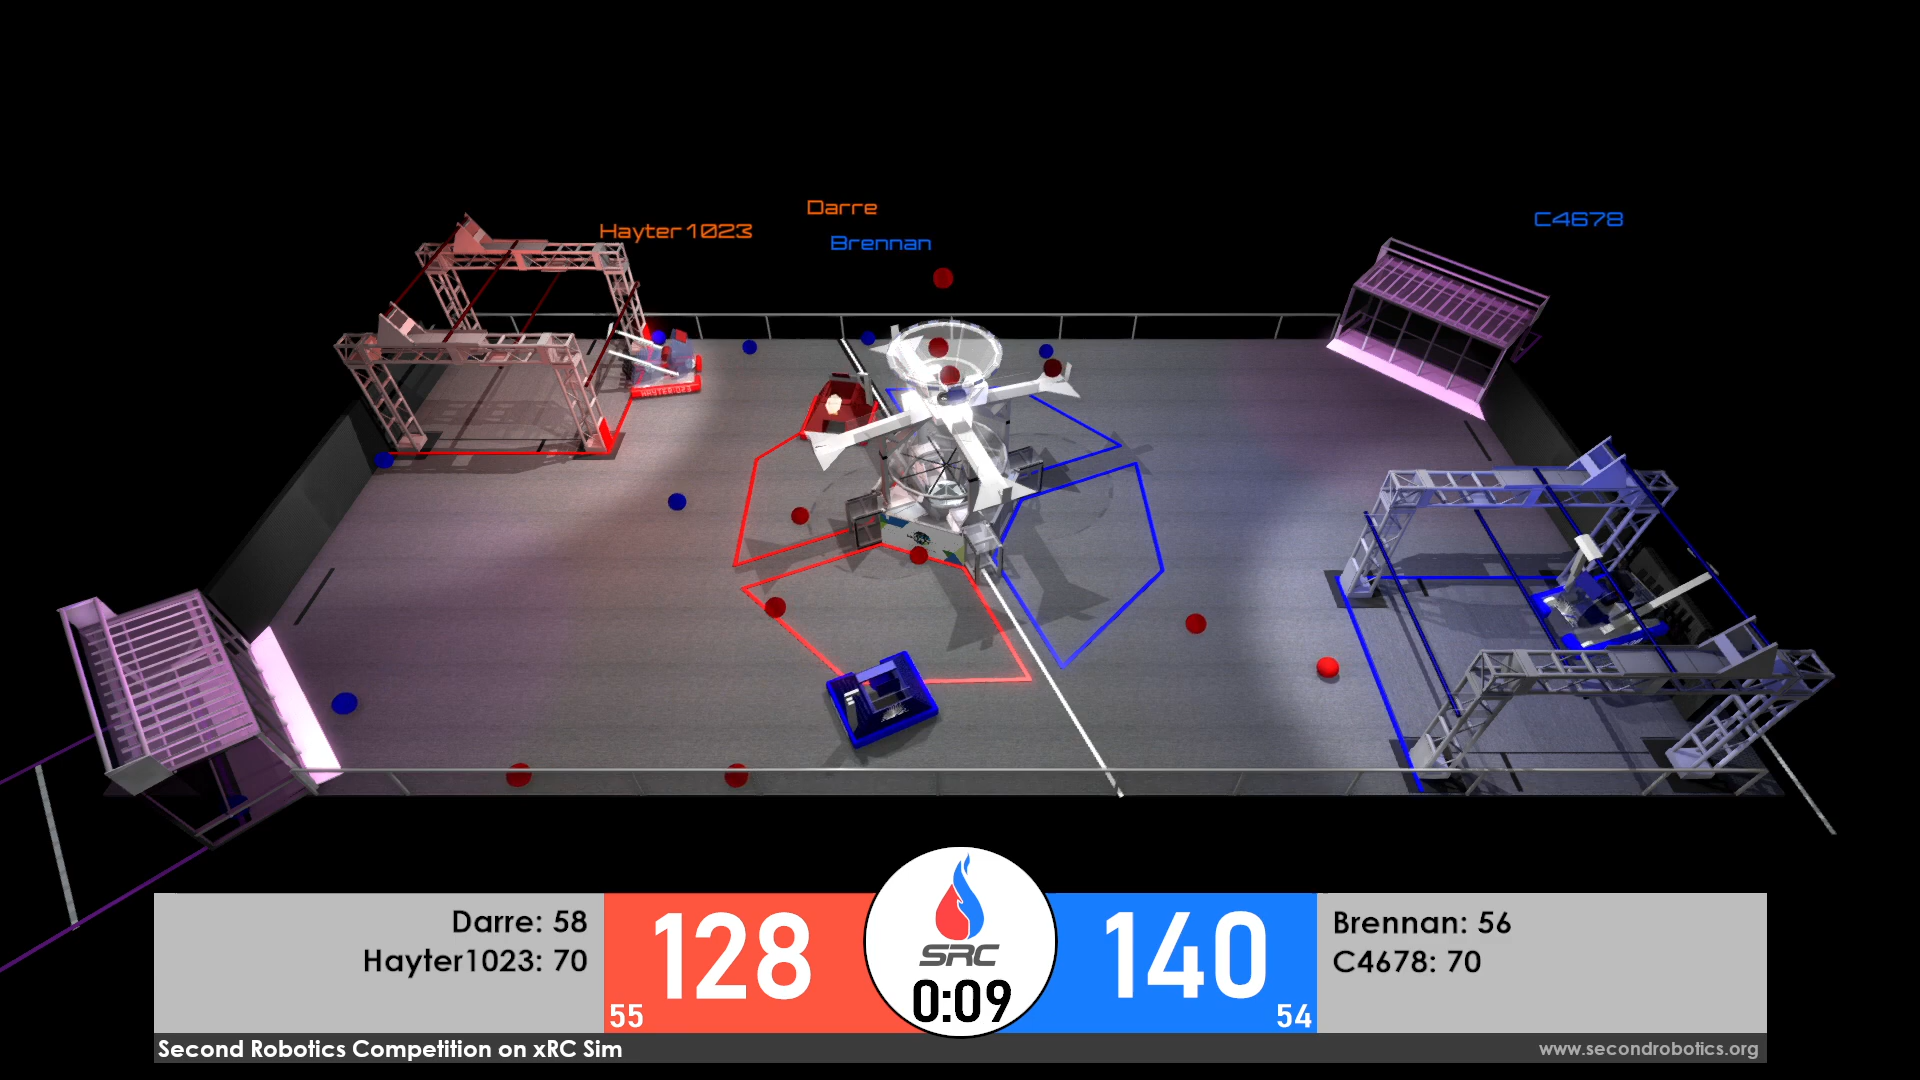 Darre
Hayter1023
C4678
Brennan
HAYTER1023
Darre: 58
Hayter1023: 70
128
55
SRC
0:09
140
54
Brennan: 56
C4678: 70
Second Robotics Competition on xRC Sim
www.secondrobotics.org